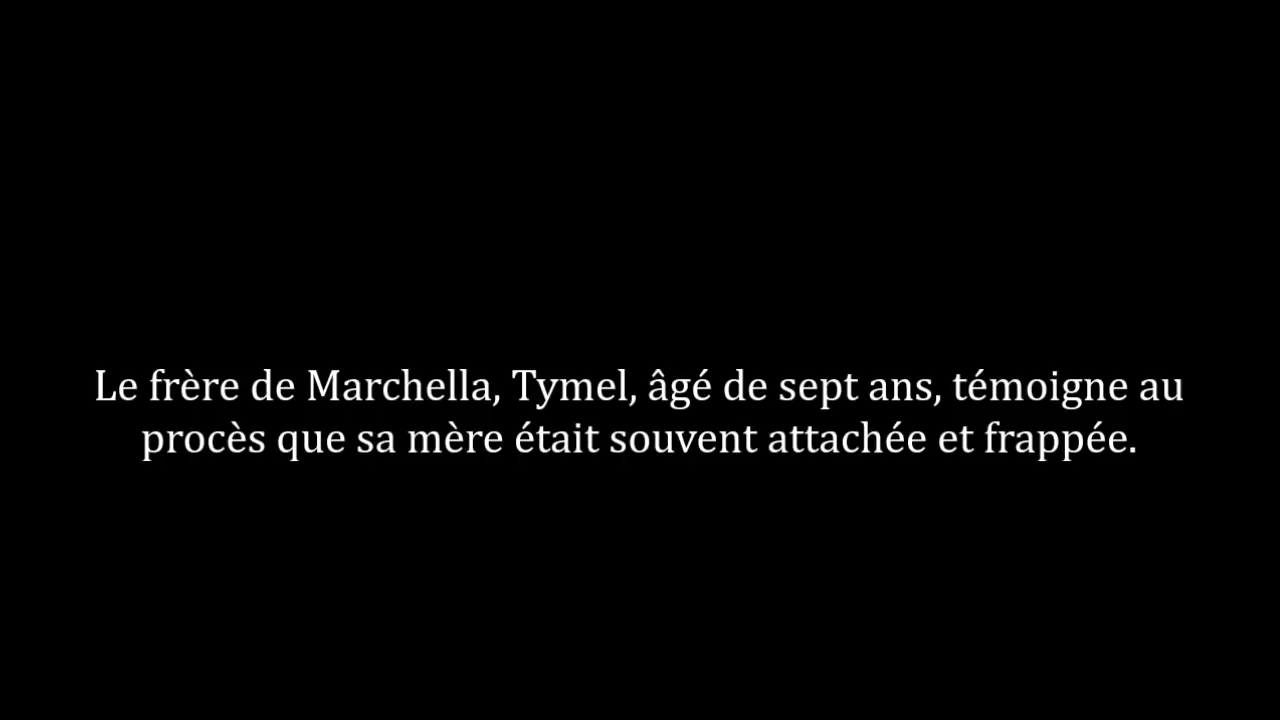 Le frère de Marchella, Tymel, âgé de sept ans, témoigne au
procès que sa mère était souvent attachée et frappée.